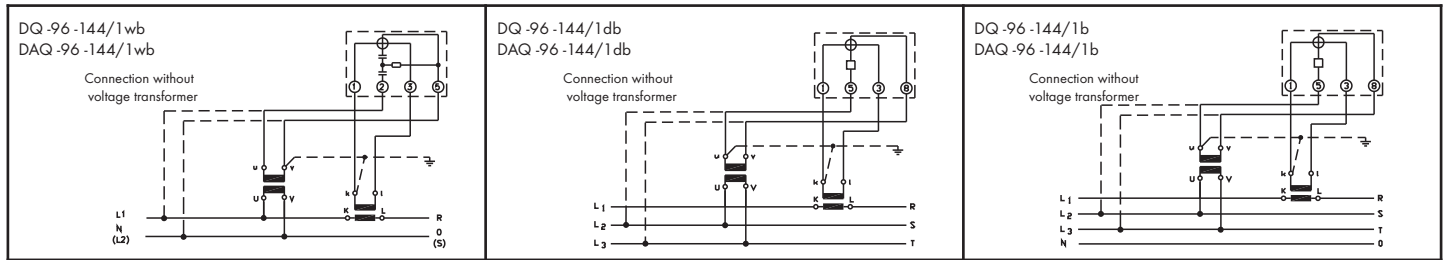 DQ -96 -144/1wb
DAQ -96 -144/1wb
Connection without
voltage transformer
1 2 3 5
u v
U V
k l
K L
L1 R
N 0
(L2) (S)
DQ -96 -144/1db
DAQ -96 -144/1db
Connection without
voltage transformer
1 5 3 8
u v
U V
k l
K L
L1 R
L2 S
L3 T
DQ -96 -144/1b
DAQ -96 -144/1b
Connection without
voltage transformer
1 5 3 8
u v
U V
k l
K L
L1 R
L2 S
L3 T
N 0